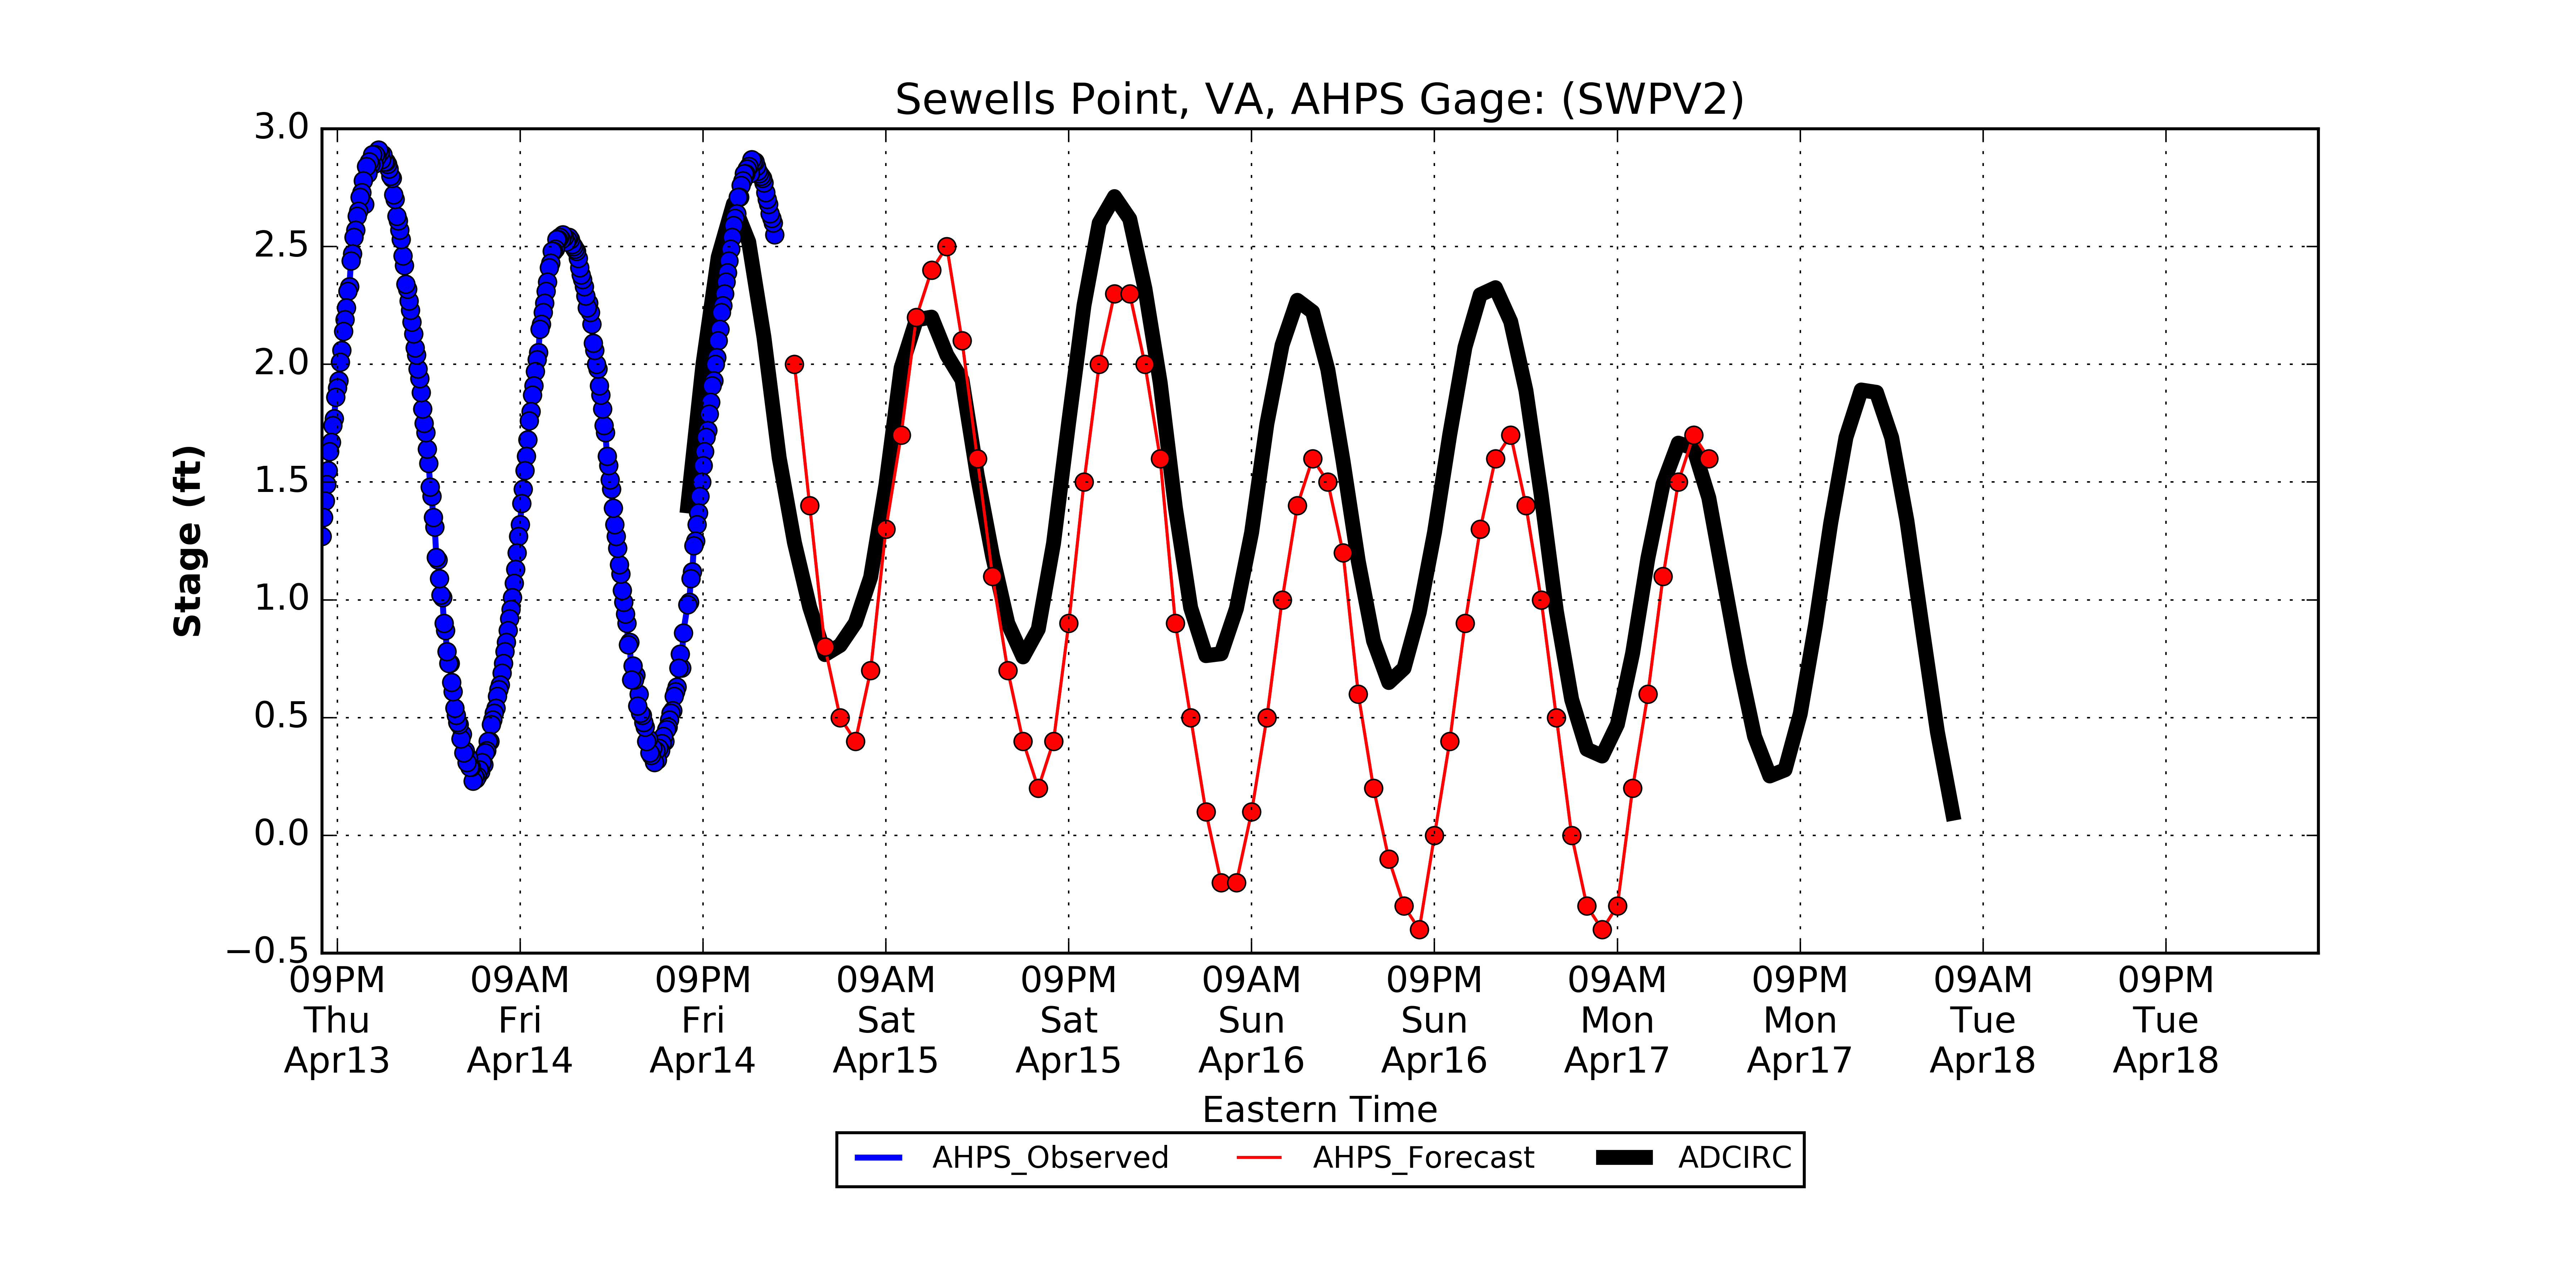 Sewells Point, VA, AHPS Gage: (SWPV2)
3.0
2.5
2.0
1.5
1.0
0.5
0.0
−0.5
Stage (ft)
09PM 09AM 09PM 09AM 09PM 09AM 09PM 09AM 09PM 09AM 09PM
Thu Fri Fri Sat Sat Sun Sun Mon Mon Tue Tue
Apr13 Apr14 Apr14 Apr15 Apr15 Apr16 Apr16 Apr17 Apr17 Apr18 Apr18
Eastern Time
AHPS_Observed AHPS_Forecast ADCIRC